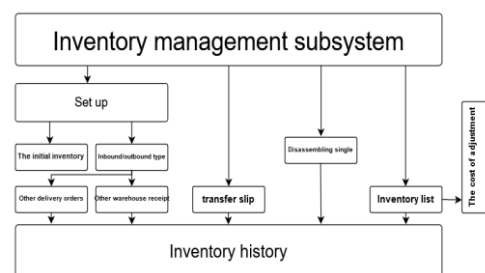 Inventory management subsystem
Set up
The initial inventory
Inbound/outbound type
Disassembling single
The cost of adjustment
Other delivery orders
Other warehouse receipt
transfer slip
Inventory list
Inventory history